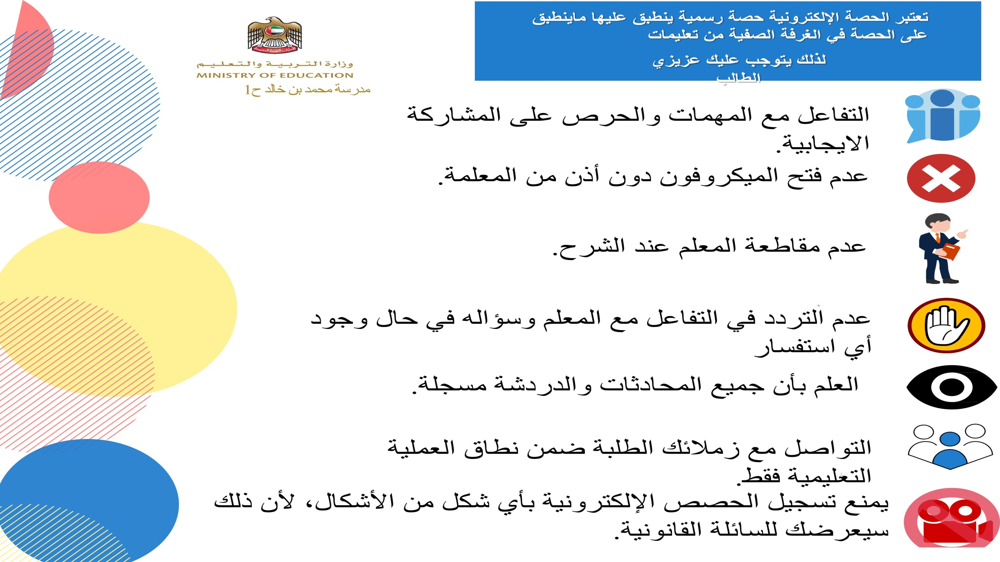 تعتبر الحصة الإلكترونية حصة رسمية ينطبق عليها ماينطبق
على الحصة في الغرفة الصفية من تعليمات
لذلك يتوجب عليك عزيزي
الطالب
الإمارات العربية المتحدة
وزارة التربية والتعليم
MINISTRY OF EDUCATION
مدرسة محمد بن خالد ح1
التفاعل مع المهمات والحرص على المشاركة
الايجابية.
عدم فتح الميكروفون دون أذن من المعلمة.
عدم مقاطعة المعلم عند الشرح.
عدم التردد في التفاعل مع المعلم وسؤاله في حال وجود
أي استفسار
العلم بأن جميع المحادثات والدردشة مسجلة.
التواصل مع زملائك الطلبة ضمن نطاق العملية
التعليمية فقط.
يمنع تسجيل الحصص الإلكترونية بأي شكل من الأشكال، لأن ذلك
سيعرضك للسائلة القانونية.